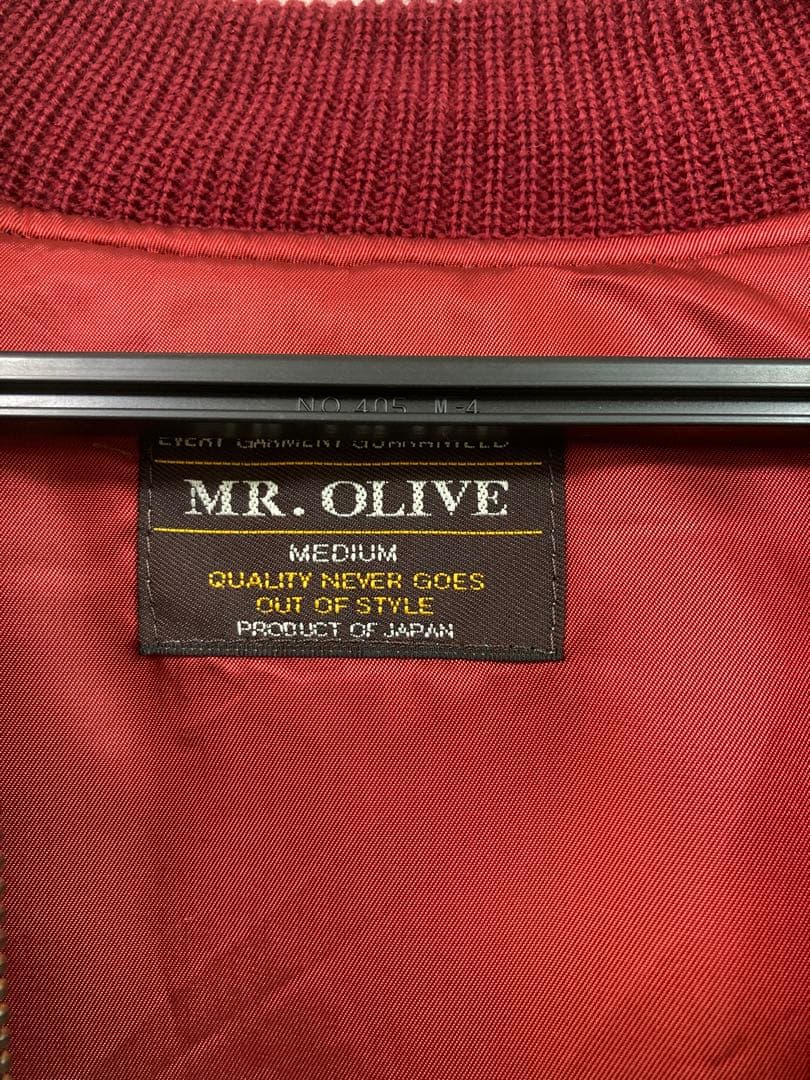 NO.405 M-4
EVERY GARMENT GUARANTEED
MR. OLIVE
MEDIUM
QUALITY NEVER GOES
OUT OF STYLE
PRODUCT OF JAPAN